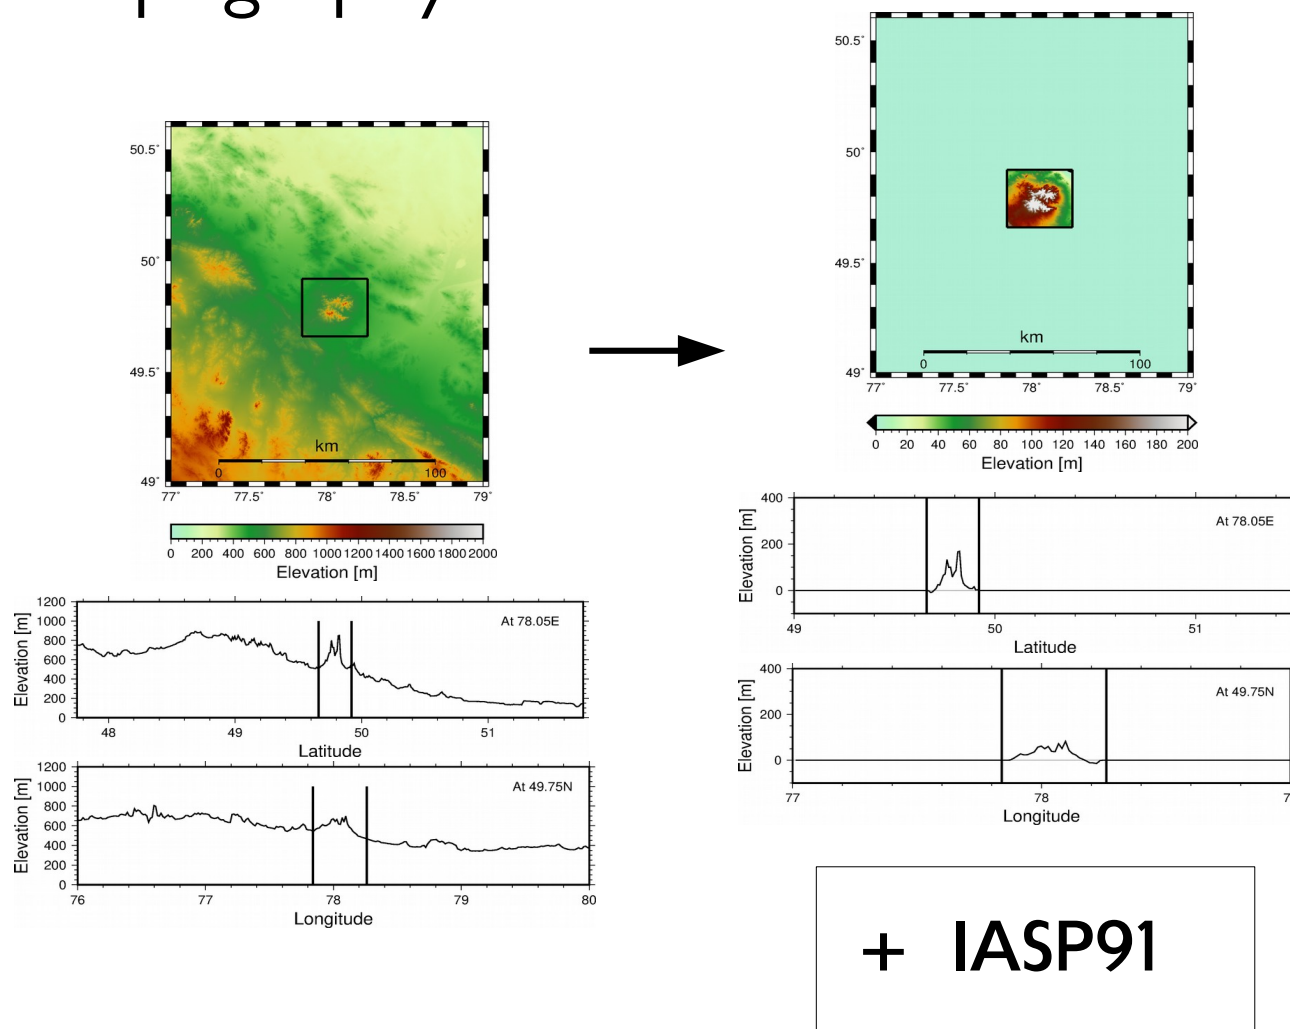 50.5°
50°
49.5°
49°
km
0 100
77° 77.5° 78° 78.5° 79°
0 200 400 600 800 1000 1200 1400 1600 1800 2000
Elevation [m]
1200
1000
800
600
400
200
0
Elevation [m]
At 78.05E
48 49 50 51
Latitude
1200
1000
800
600
400
200
0
Elevation [m]
At 49.75N
76 77 78 79 80
Longitude
50.5°
50°
49.5°
49°
km
0 100
77° 77.5° 78° 78.5° 79°
0 20 40 60 80 100 120 140 160 180 200
Elevation [m]
400
200
0
Elevation [m]
At 78.05E
49 50 51
Latitude
400
200
0
Elevation [m]
At 49.75N
77 78
Longitude
+ IASP91